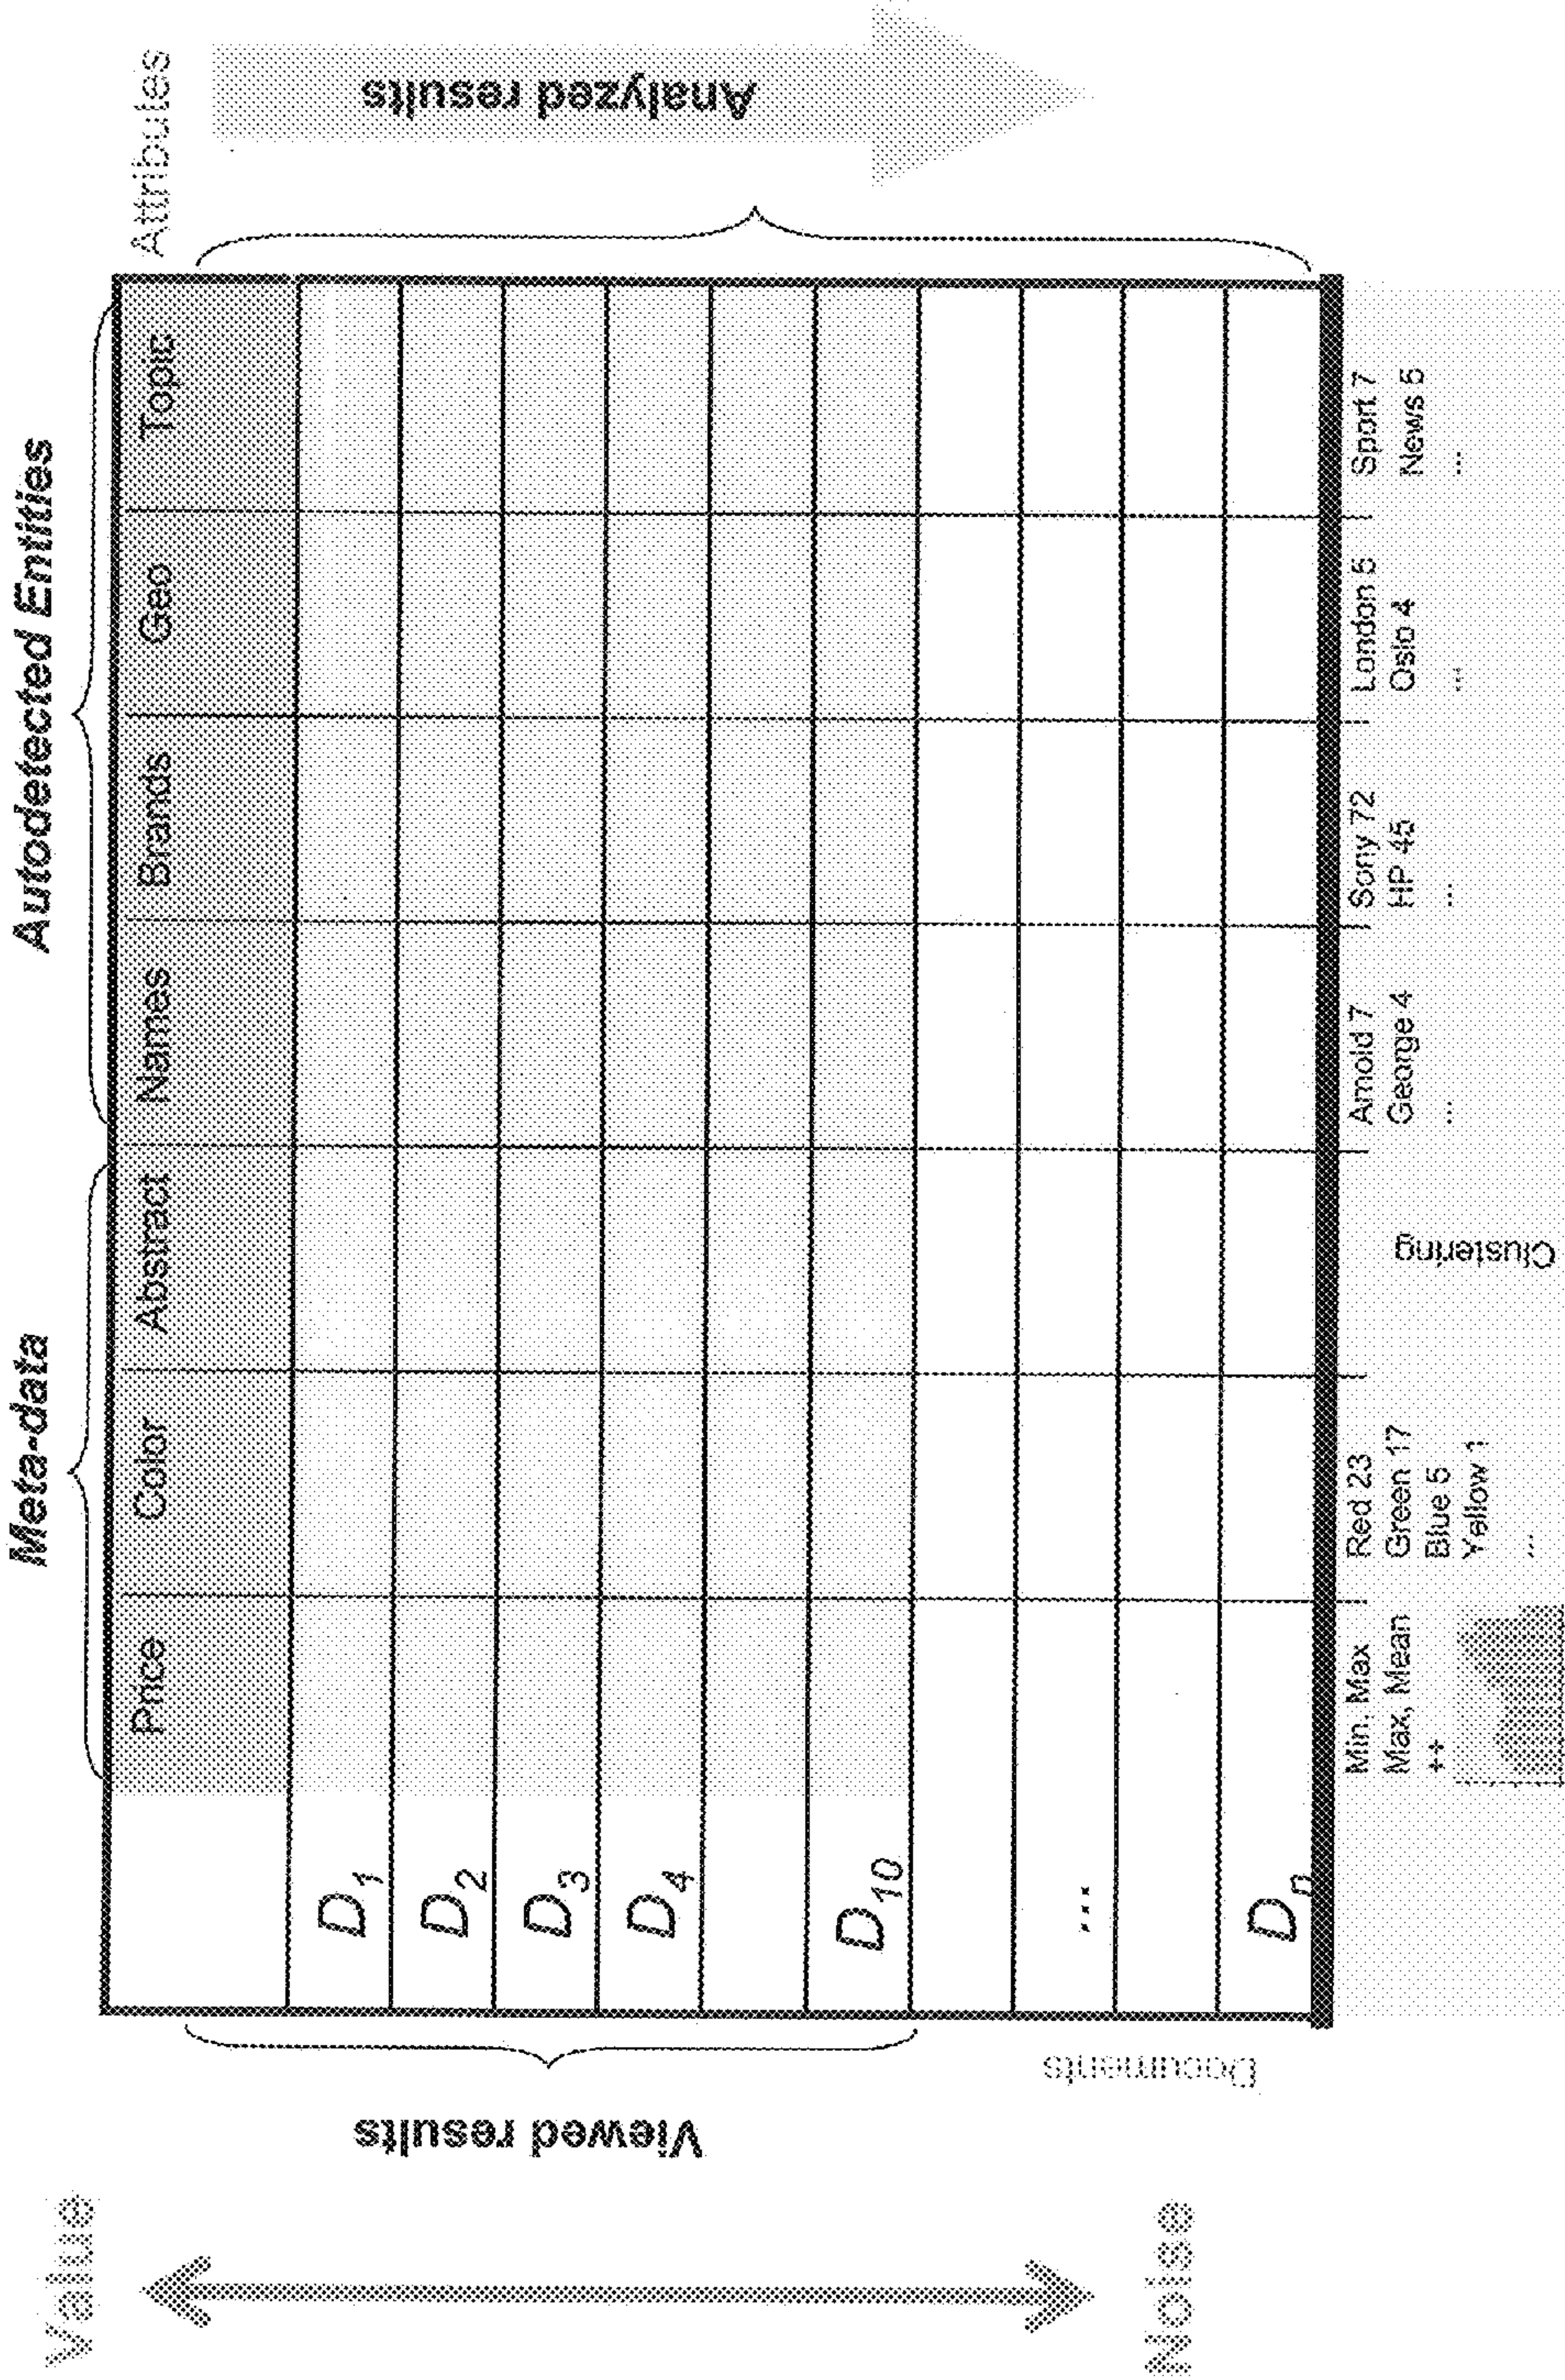 Value
Noise
Viewed results
Documents
Meta-data
Autodetected Entities
Attributes
Analyzed results
Price
Color
Abstract
Names
Brands
Geo
Topic
D1
D2
D3
D4
D10
...
Dn
Min. Max
Max, Mean
++
Red 23
Green 17
Blue 5
Yellow 1
...
Clustering
Arnold 7
George 4
...
Sony 72
HP 45
...
London 5
Oslo 4
...
Sport 7
News 5
...